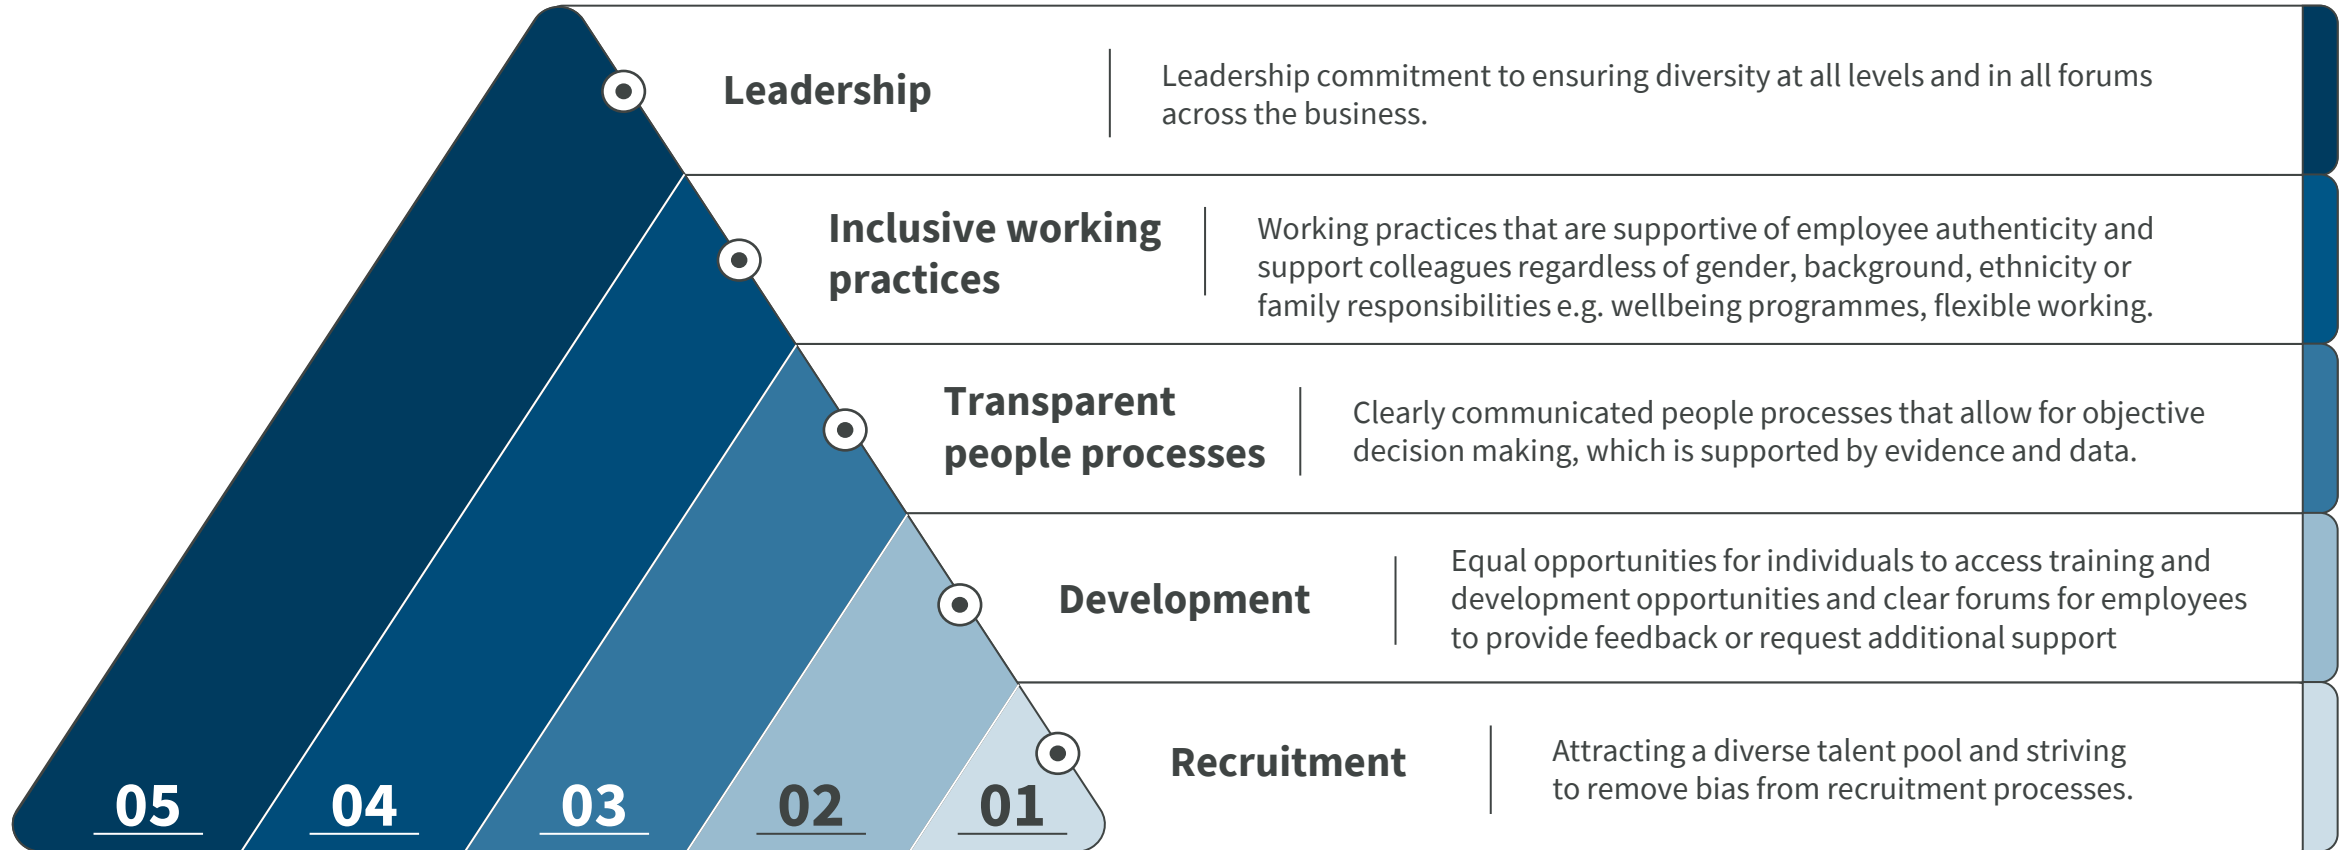 Leadership
Leadership commitment to ensuring diversity at all levels and in all forums
across the business.
Inclusive working
practices
Working practices that are supportive of employee authenticity and
support colleagues regardless of gender, background, ethnicity or
family responsibilities e.g. wellbeing programmes, flexible working.
Transparent
people processes
Clearly communicated people processes that allow for objective
decision making, which is supported by evidence and data.
Development
Equal opportunities for individuals to access training and
development opportunities and clear forums for employees
to provide feedback or request additional support
Recruitment
Attracting a diverse talent pool and striving
to remove bias from recruitment processes.
05 04 03 02 01